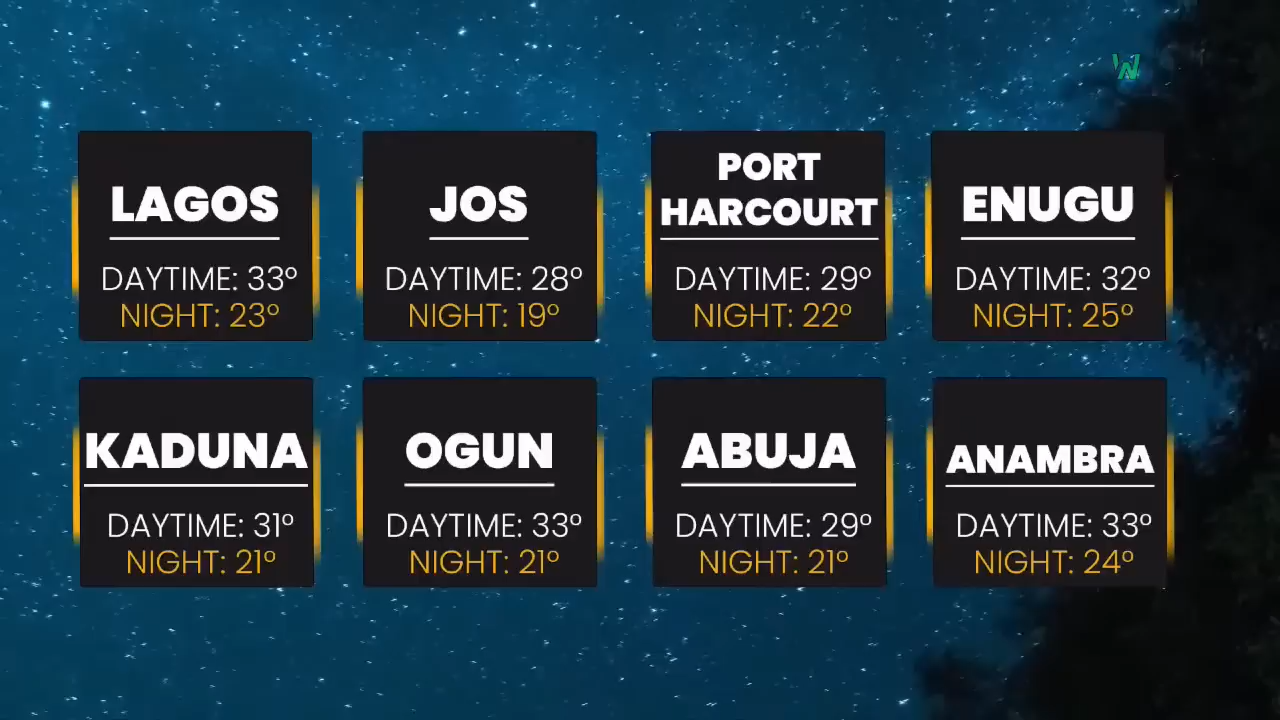 LAGOS
DAYTIME: 33º
NIGHT: 23º
JOS
DAYTIME: 28º
NIGHT: 19º
PORT
HARCOURT
DAYTIME: 29º
NIGHT: 22º
ENUGU
DAYTIME: 32º
NIGHT: 25º
KADUNA
DAYTIME: 31º
NIGHT: 21º
OGUN
DAYTIME: 33º
NIGHT: 21º
ABUJA
DAYTIME: 29º
NIGHT: 21º
ANAMBRA
DAYTIME: 33º
NIGHT: 24º